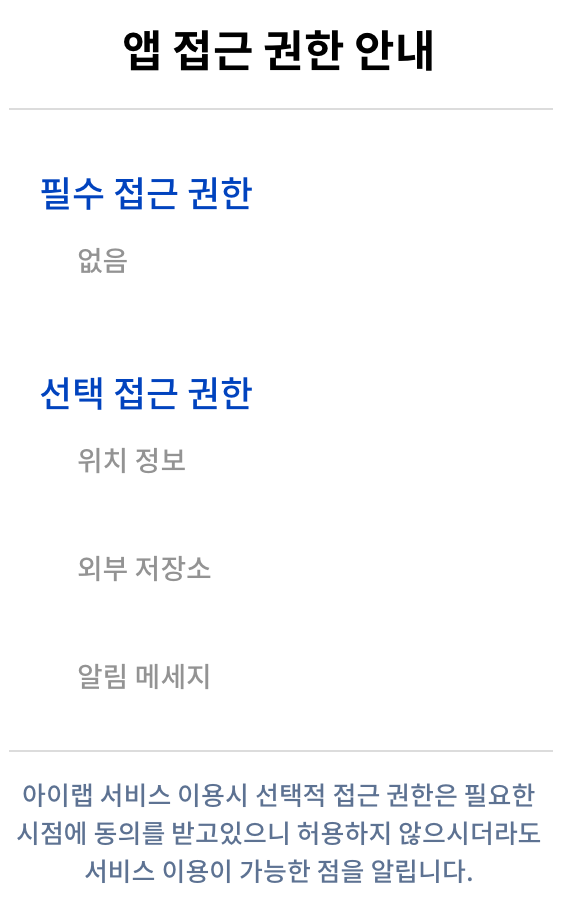 앱 접근 권한 안내
필수 접근 권한
없음
선택 접근 권한
위치 정보
외부 저장소
알림 메세지
아이랩 서비스 이용시 선택적 접근 권한은 필요한
시점에 동의를 받고있으니 허용하지 않으시더라도
서비스 이용이 가능한 점을 알립니다.